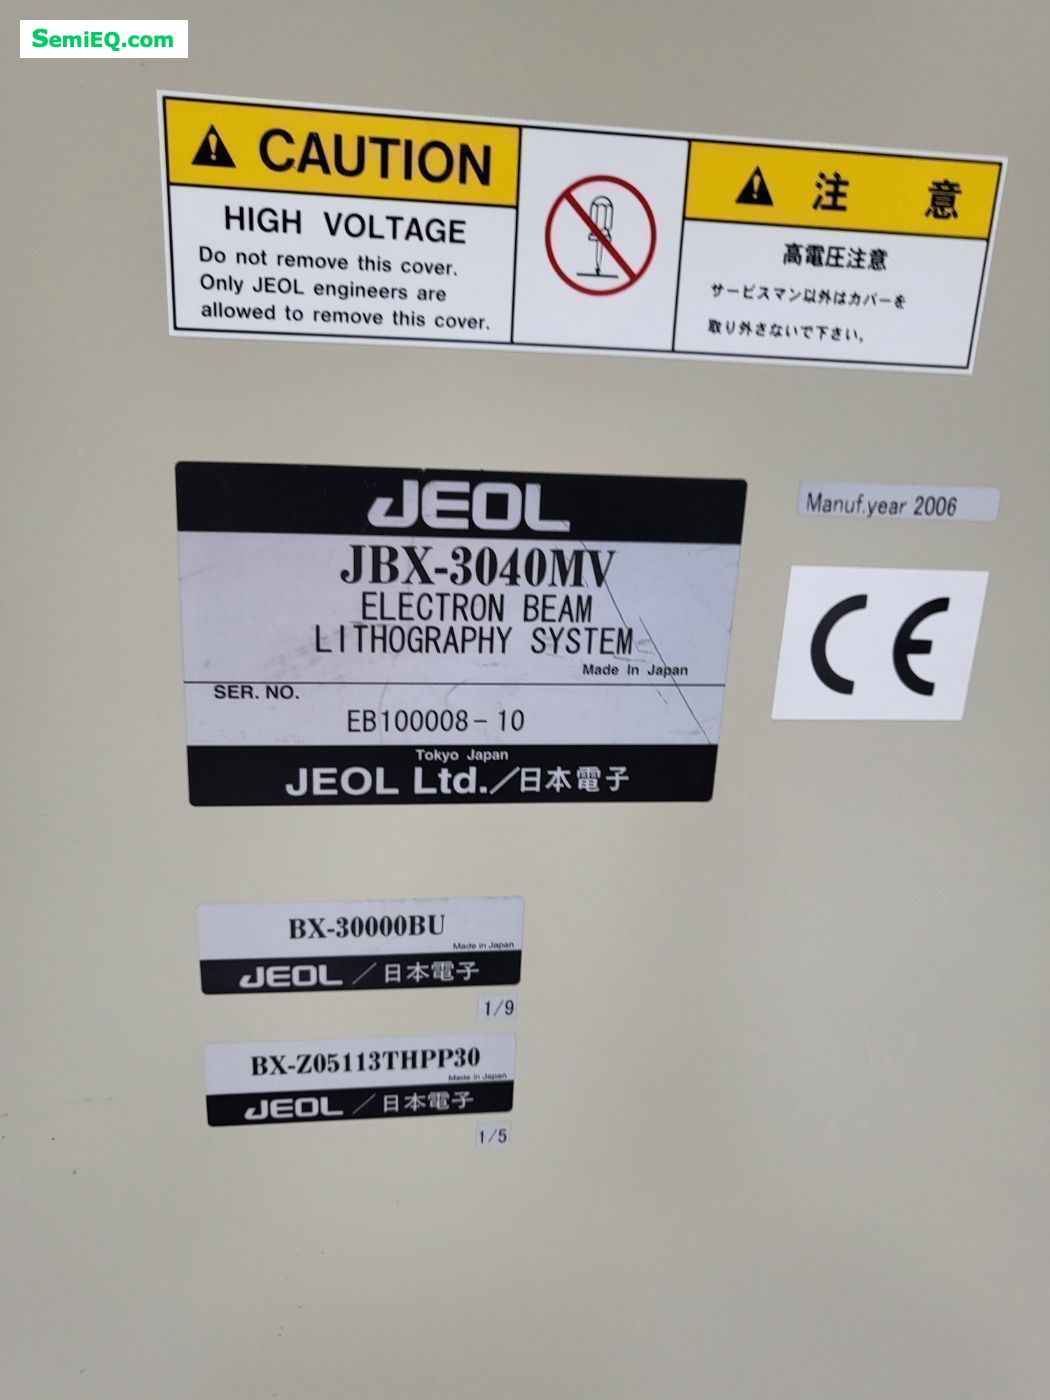 SemiEQ.com
CAUTION
HIGH VOLTAGE
Do not remove this cover.
Only JEOL engineers are
allowed to remove this cover.
注 意
高電圧注意
サービスマン以外はカバーを
取り外さないで下さい。
JEOL
JBX-3040MV
ELECTRON BEAM
LITHOGRAPHY SYSTEM
Made In Japan
SER. NO.
EB100008-10
Tokyo Japan
JEOL Ltd./日本電子
Manuf.year 2006
CE
BX-30000BU
Made in Japan
JEOL/日本電子
1/9
BX-Z05113THPP30
Made in Japan
JEOL/日本電子
1/5